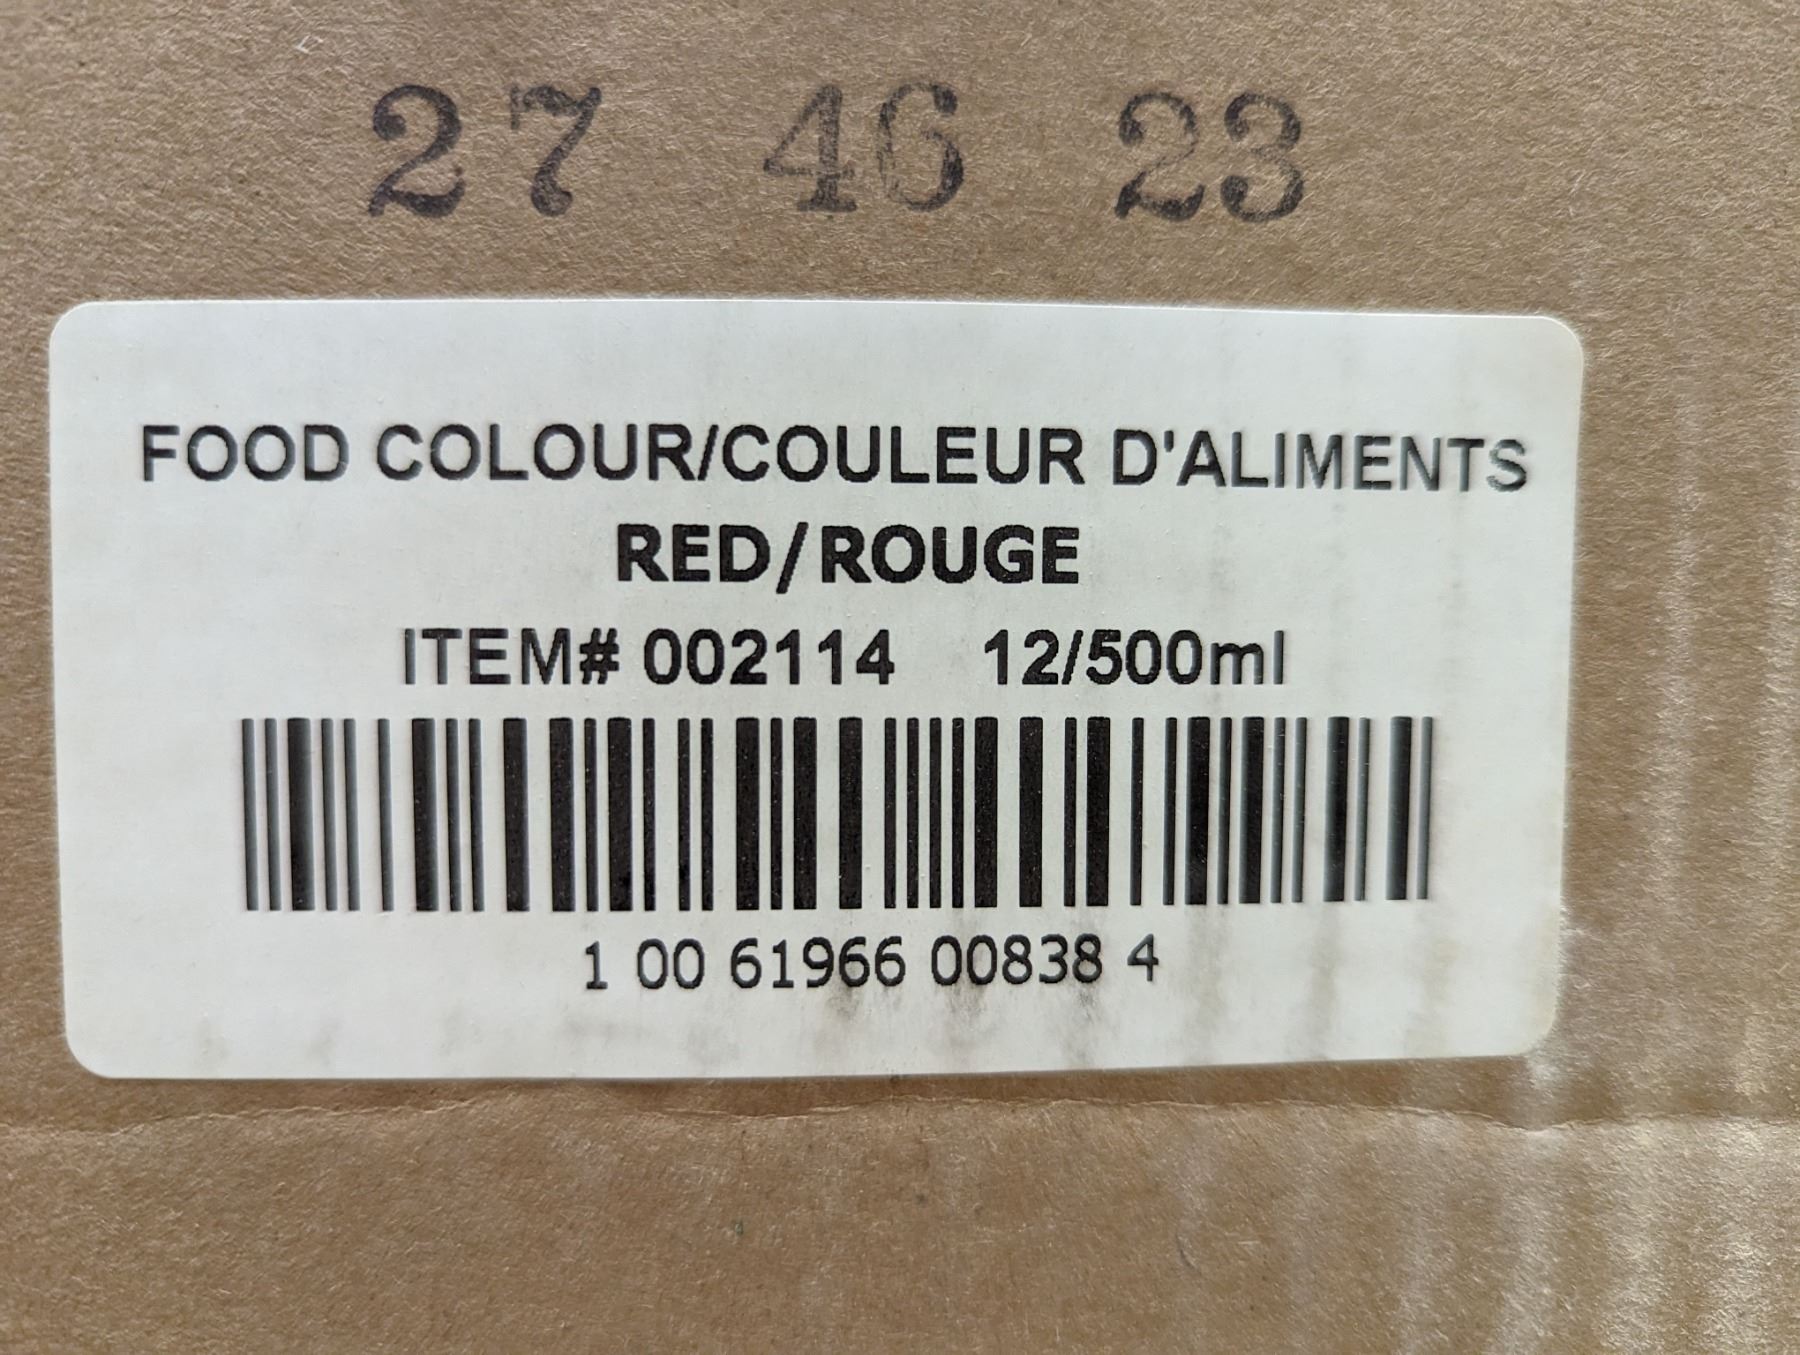 27 46 23
FOOD COLOUR/COULEUR D'ALIMENTS
RED/ROUGE
ITEM# 002114 12/500ml
1 00 61966 00838 4